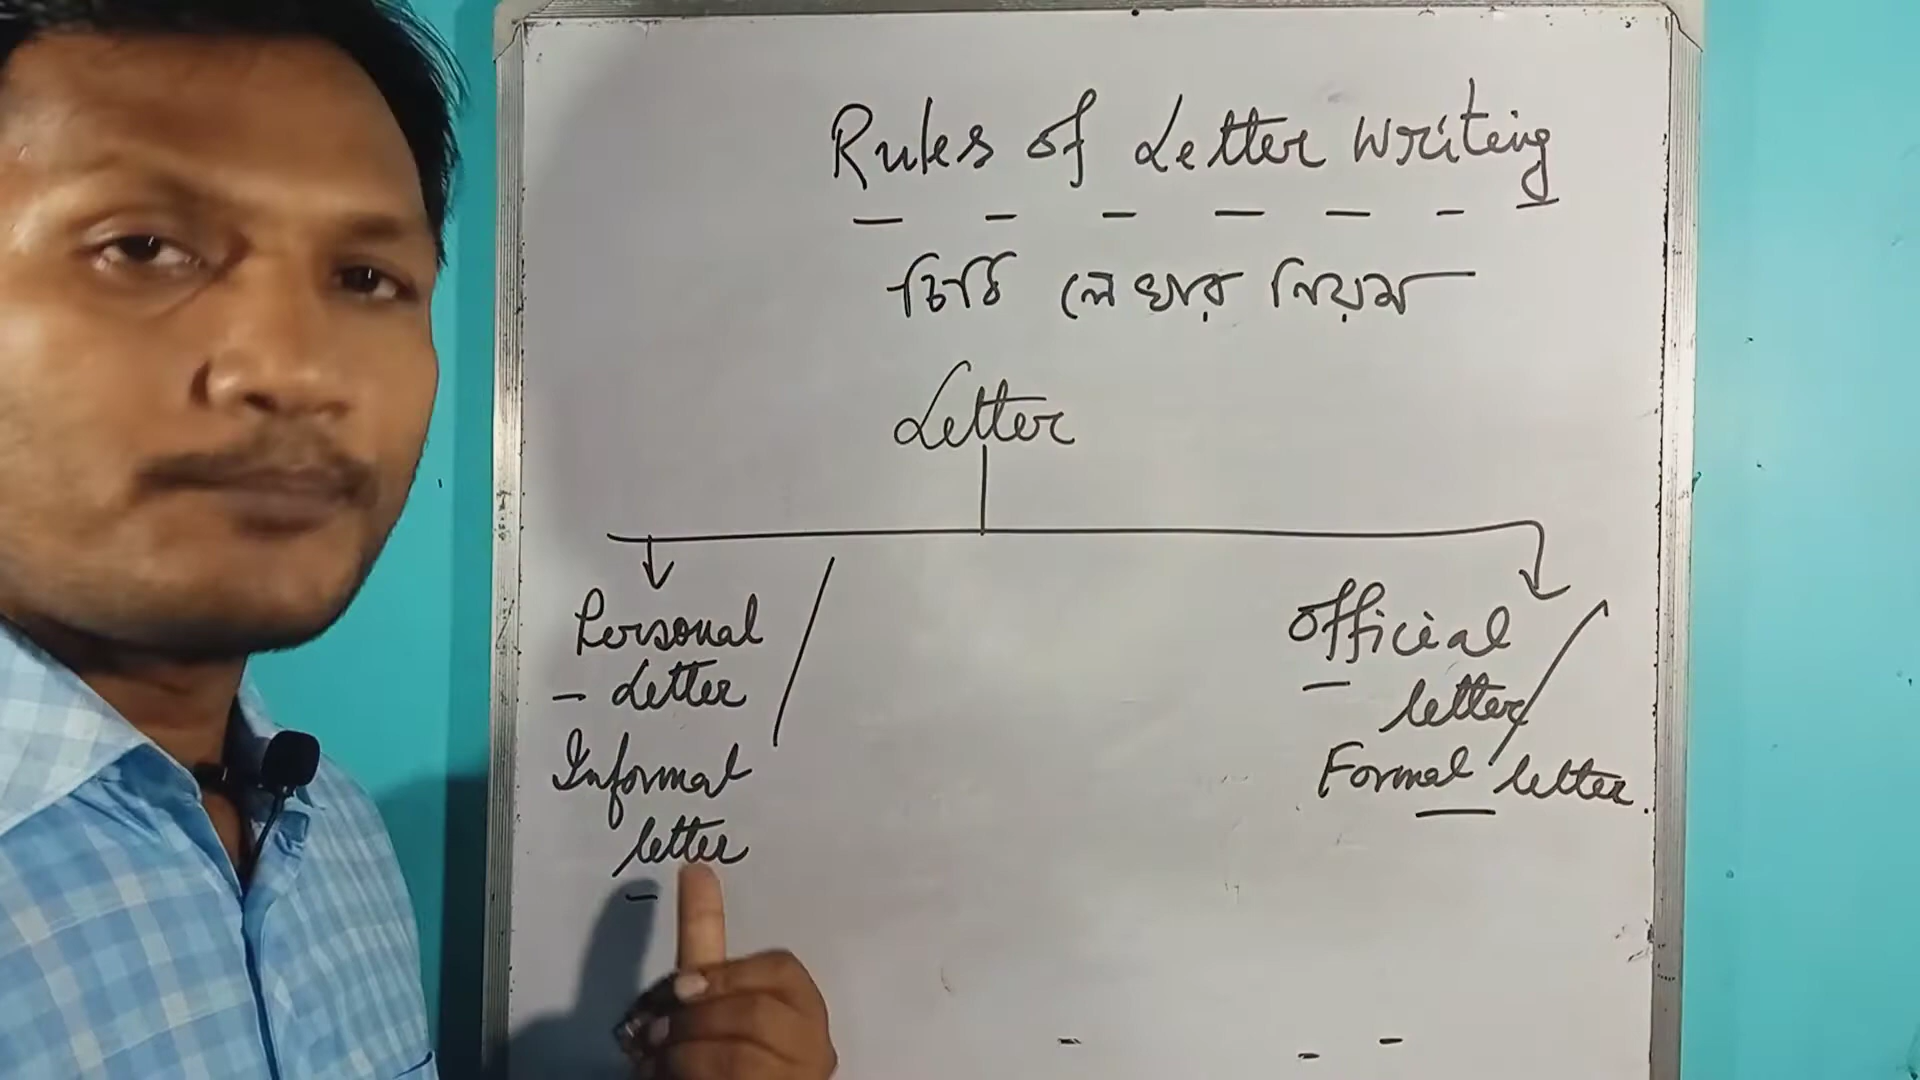 Rules of Letter Writing
চিঠি লেখার নিয়ম
Letter
Personal
Letter
Informal
letter
Official
letter
Formal letter.